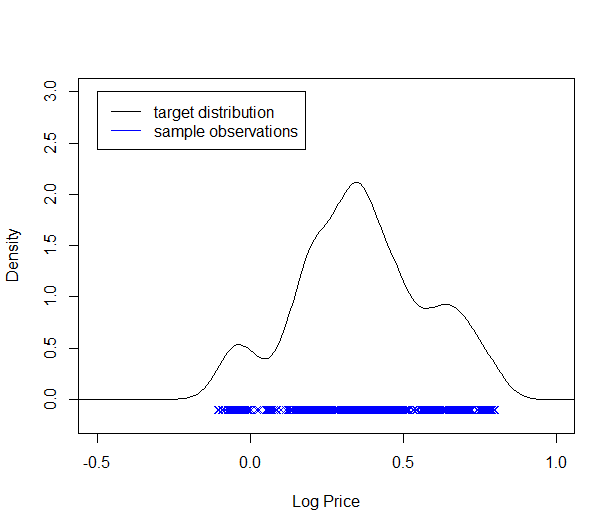 target distribution
sample observations
Density
3.0
2.5
2.0
1.5
1.0
0.5
0.0
-0.5 0.0 0.5 1.0
Log Price